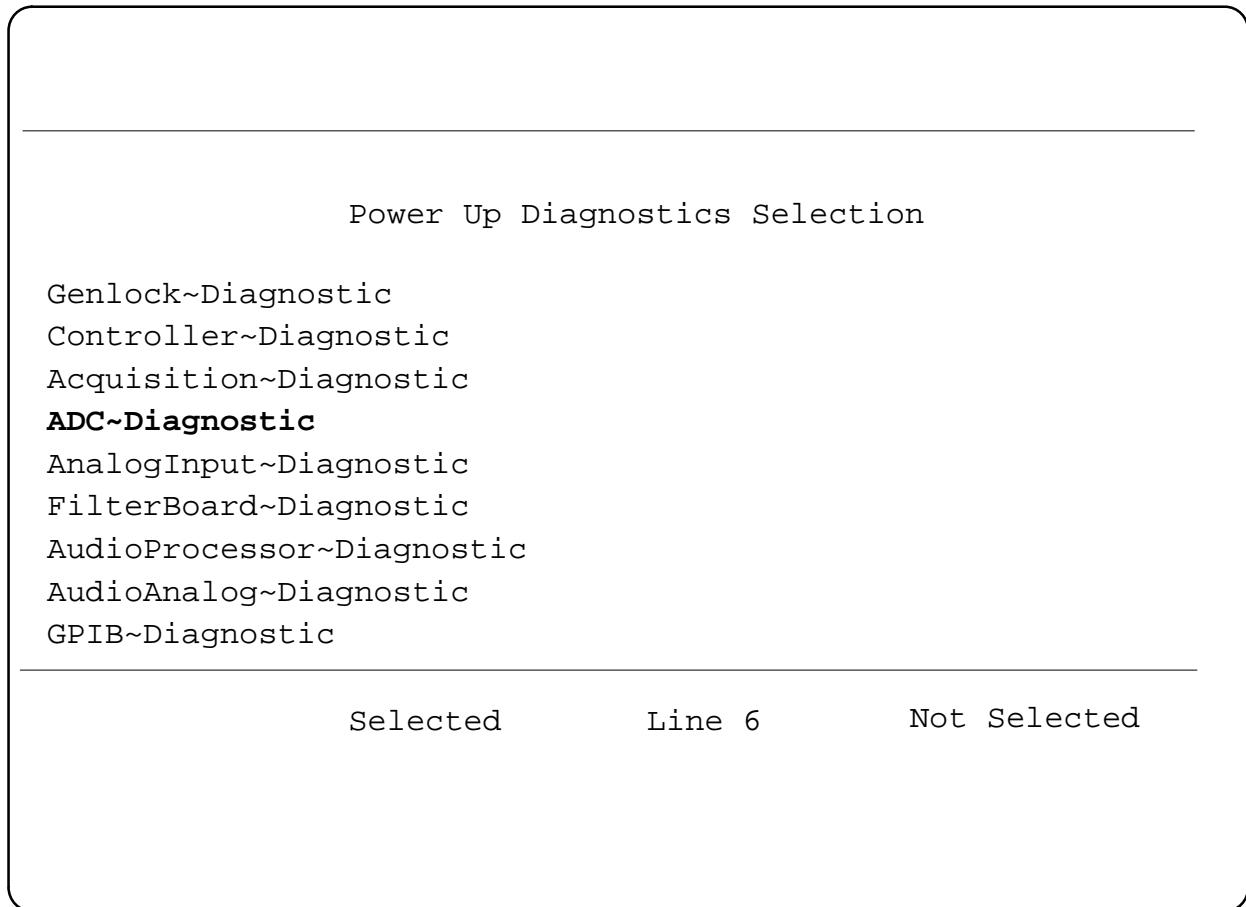 Power Up Diagnostics Selection
Genlock~Diagnostic
Controller~Diagnostic
Acquisition~Diagnostic
ADC~Diagnostic
AnalogInput~Diagnostic
FilterBoard~Diagnostic
AudioProcessor~Diagnostic
AudioAnalog~Diagnostic
GPIB~Diagnostic
Selected Line 6 Not Selected